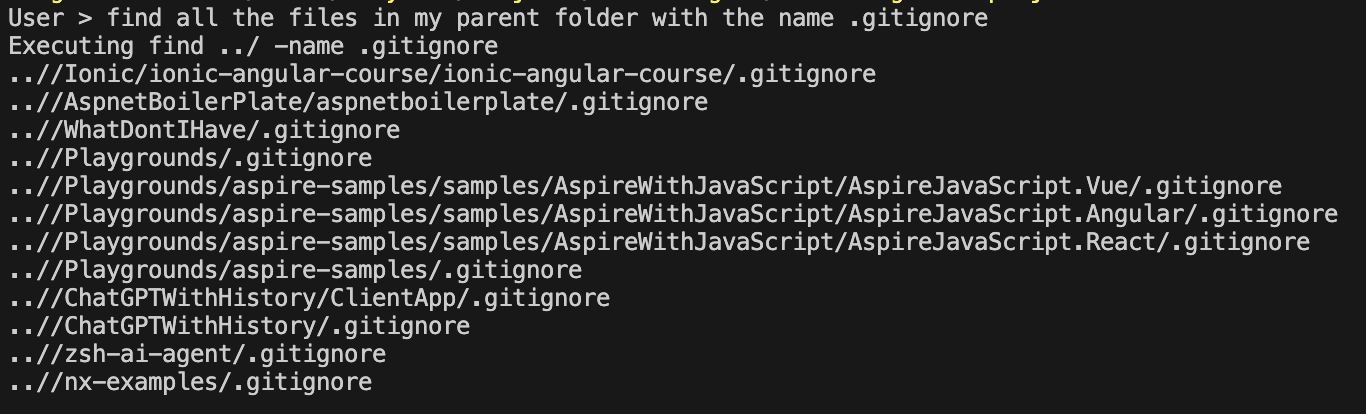 User > find all the files in my parent folder with the name .gitignore
Executing find ../ -name .gitignore
..//Ionic/ionic-angular-course/ionic-angular-course/.gitignore
..//AspnetBoilerPlate/aspnetboilerplate/.gitignore
..//WhatDontIHave/.gitignore
..//Playgrounds/.gitignore
..//Playgrounds/aspire-samples/samples/AspireWithJavaScript/AspireJavaScript.Vue/.gitignore
..//Playgrounds/aspire-samples/samples/AspireWithJavaScript/AspireJavaScript.Angular/.gitignore
..//Playgrounds/aspire-samples/samples/AspireWithJavaScript/AspireJavaScript.React/.gitignore
..//Playgrounds/aspire-samples/.gitignore
..//ChatGPTWithHistory/ClientApp/.gitignore
..//ChatGPTWithHistory/.gitignore
..//zsh-ai-agent/.gitignore
..//nx-examples/.gitignore